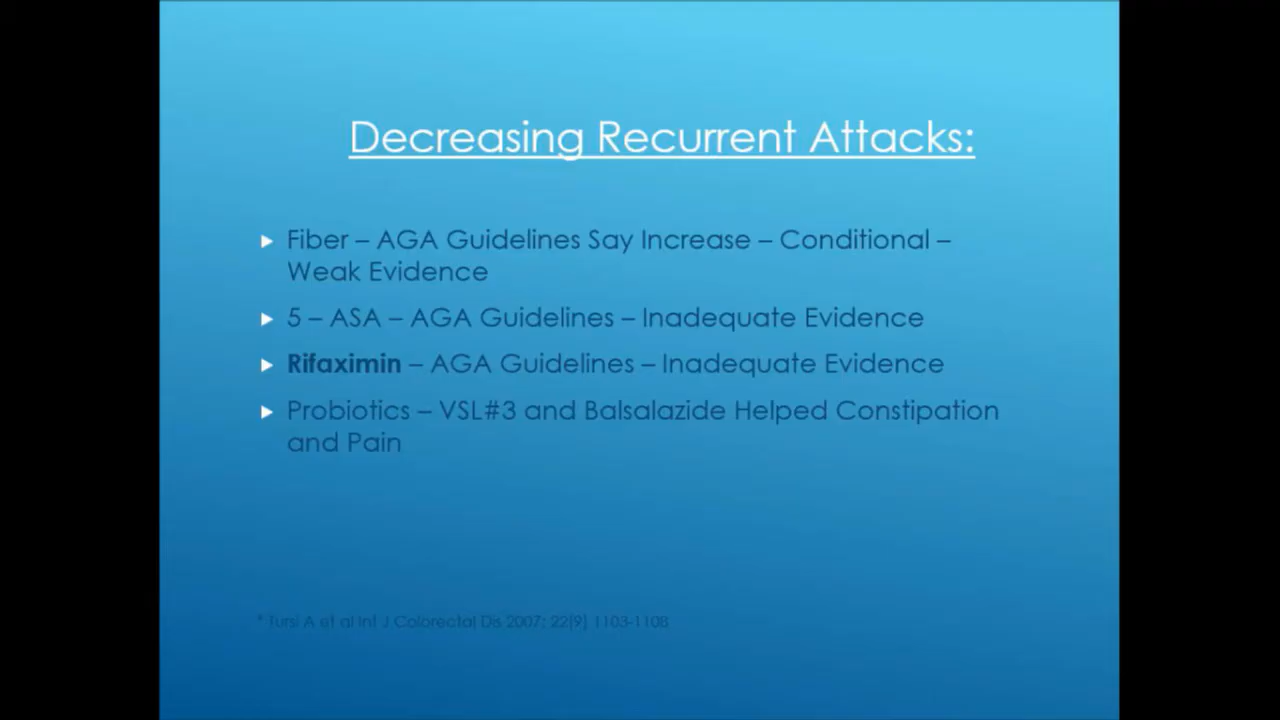 Decreasing Recurrent Attacks:
Fiber – AGA Guidelines Say Increase – Conditional –
Weak Evidence
5 – ASA – AGA Guidelines – Inadequate Evidence
Rifaximin – AGA Guidelines – Inadequate Evidence
Probiotics – VSL#3 and Balsalazide Helped Constipation
and Pain
* Tursi A et al Int J Colorectal Dis 2007; 22(9) 1103-1108